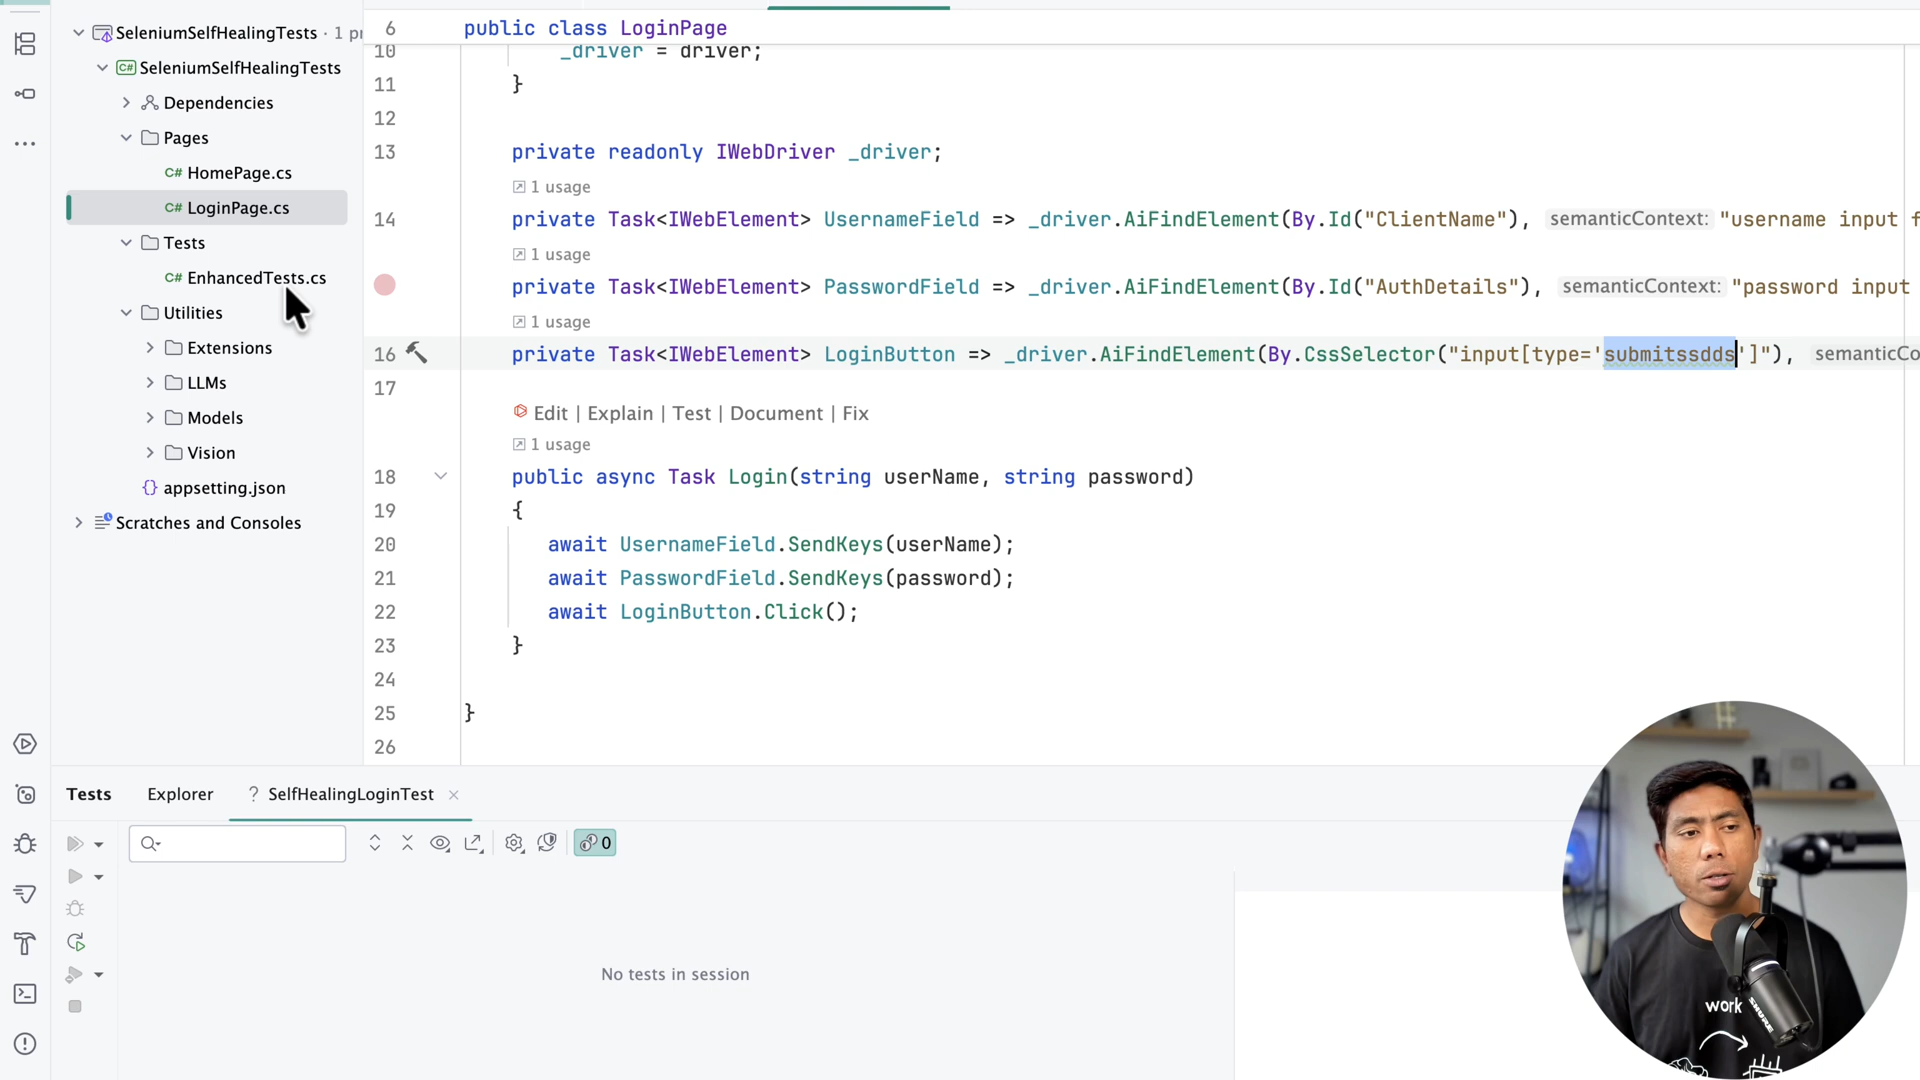 SeleniumSelfHealingTests · 1 pr
SeleniumSelfHealingTests
Dependencies
Pages
C# HomePage.cs
C# LoginPage.cs
Tests
C# EnhancedTests.cs
Utilities
Extensions
LLMs
Models
Vision
{} appsetting.json
Scratches and Consoles
6 public class LoginPage
10 _driver = driver;
11 }
12
13 private readonly IWebDriver _driver;
1 usage
14 private Task<IWebElement> UsernameField => _driver.AiFindElement(By.Id("ClientName"), semanticContext: "username input f
1 usage
private Task<IWebElement> PasswordField => _driver.AiFindElement(By.Id("AuthDetails"), semanticContext: "password input
1 usage
16 private Task<IWebElement> LoginButton => _driver.AiFindElement(By.CssSelector("input[type='submitssdds']"), semanticCo
17
Edit | Explain | Test | Document | Fix
1 usage
18 public async Task Login(string userName, string password)
19 {
20 await UsernameField.SendKeys(userName);
21 await PasswordField.SendKeys(password);
22 await LoginButton.Click();
23 }
24
25 }
26
Tests Explorer ? SelfHealingLoginTest ×
0
No tests in session
work
SHURE